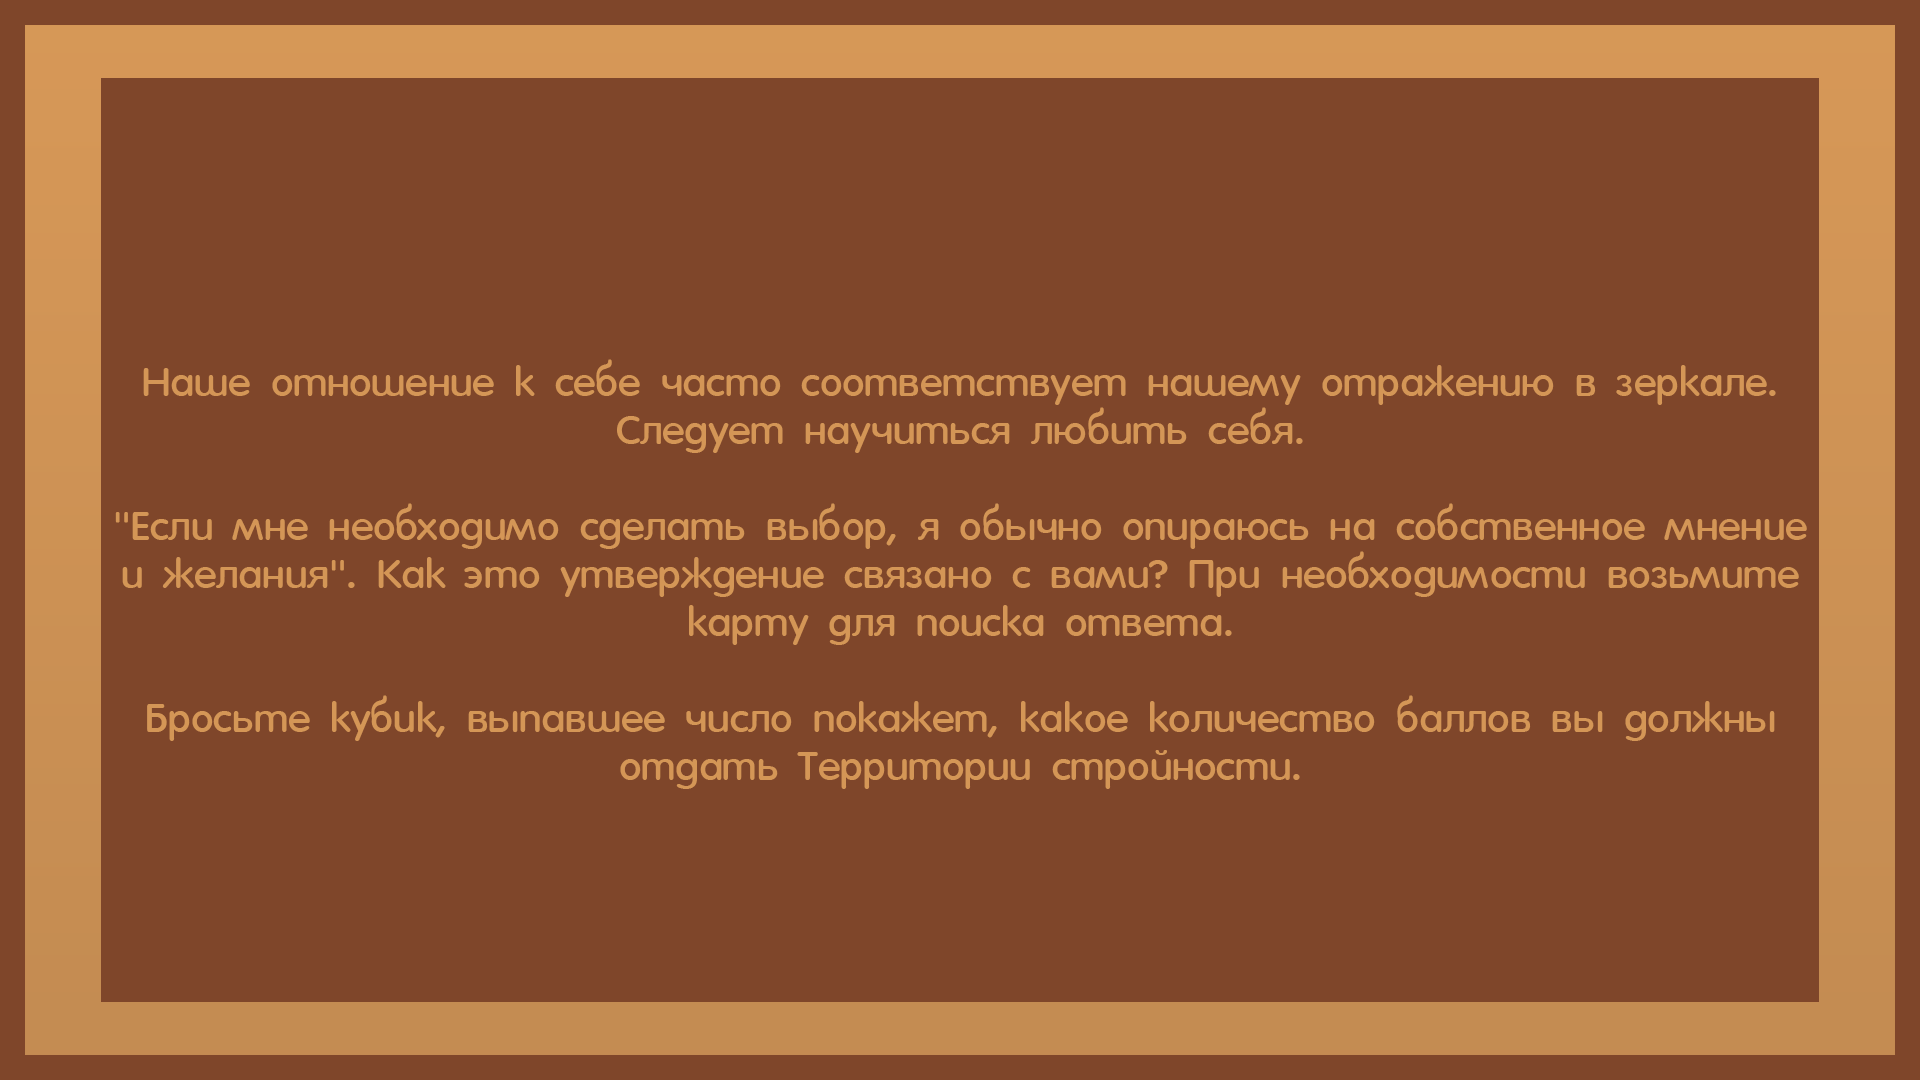 Наше отношение к себе часто соответствует нашему отражению в зеркале.
Следует научиться любить себя.
"Если мне необходимо сделать выбор, я обычно опираюсь на собственное мнение
и желания". Как это утверждение связано с вами? При необходимости возьмите
карту для поиска ответа.
Бросьте кубик, выпавшее число покажет, какое количество баллов вы должны
отдать Территории стройности.